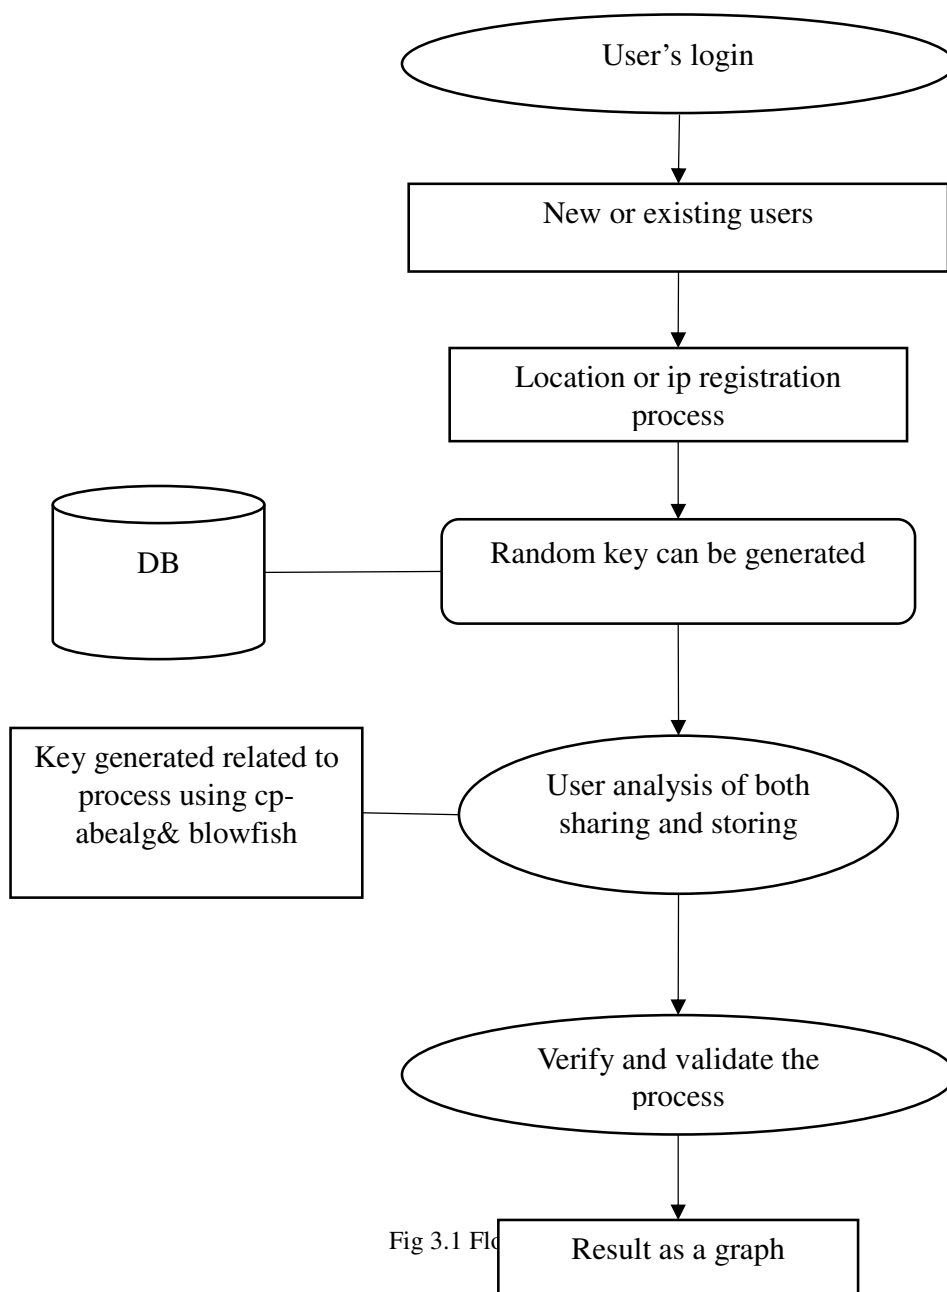 User’s login
New or existing users
Location or ip registration
process
Random key can be generated
DB
Key generated related to
process using cp-
abealg& blowfish
User analysis of both
sharing and storing
Verify and validate the
process
Fig 3.1
Result as a graph